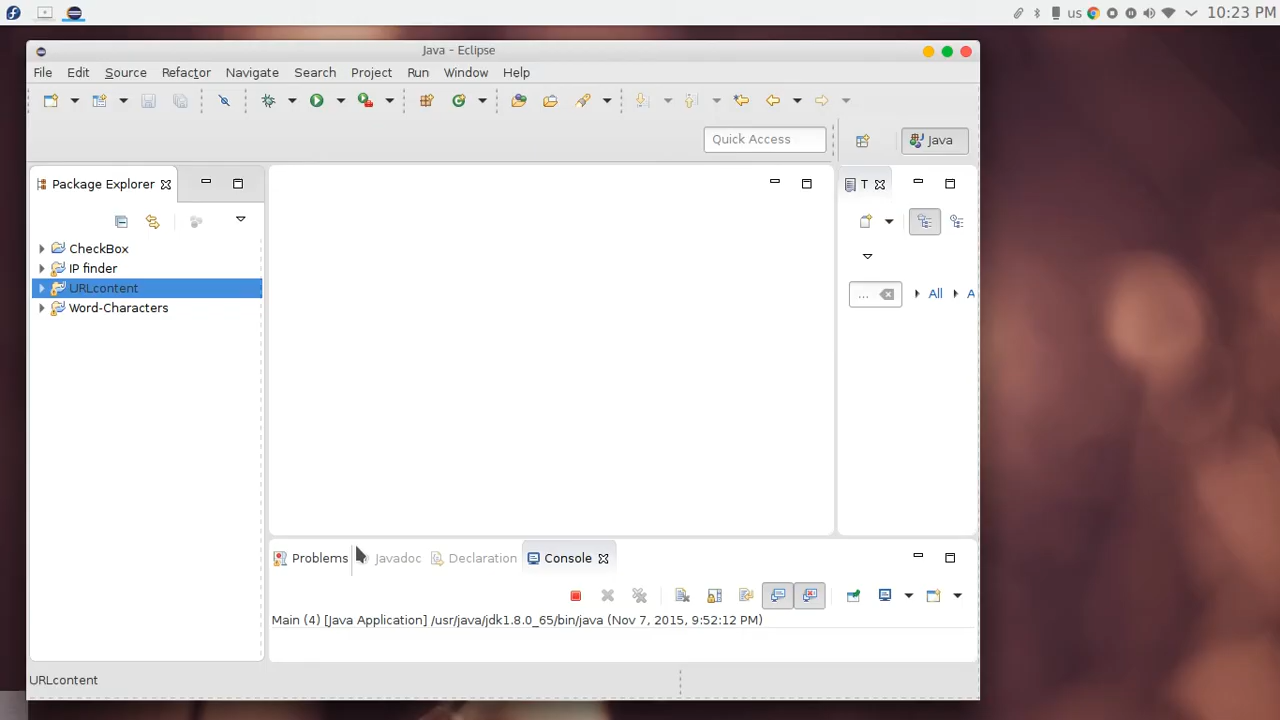 us 10:23 PM
Java - Eclipse
File Edit Source Refactor Navigate Search Project Run Window Help
Quick Access
Java
Package Explorer
T
CheckBox
IP finder
URLcontent
Word-Characters
... All A
Problems Javadoc Declaration Console
Main (4) [Java Application] /usr/java/jdk1.8.0_65/bin/java (Nov 7, 2015, 9:52:12 PM)
URLcontent